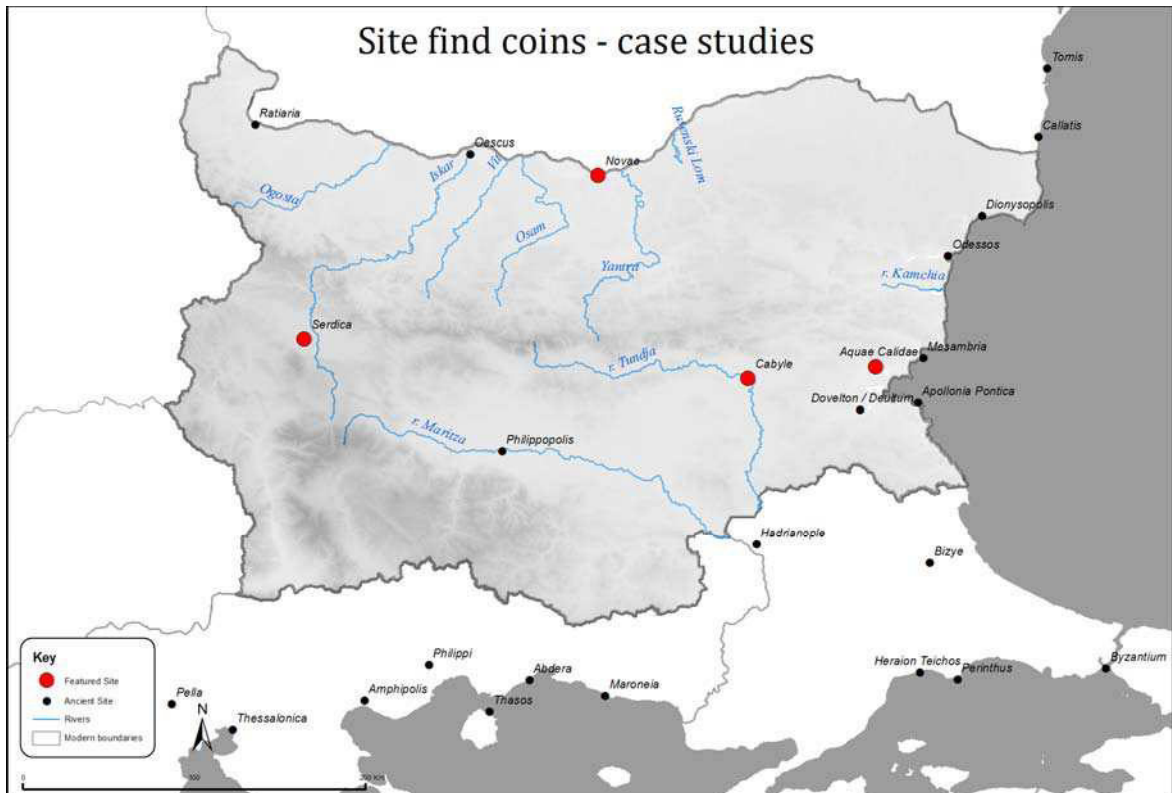 Site find coins - case studies
Tomis
Ratiaria
Callatis
Oescus
Vit
Iskar
Novae
Rusenski Lom
Ogosta
Osam
Dionysopolis
Odessos
Yantra
r. Kamchia
Serdica
r. Tundja
Cabyle
Aquae Calidae
Mesambria
Dovelton / Deultum
Apollonia Pontica
r. Maritza
Philippopolis
Hadrianople
Bizye
Key
Featured Site
Ancient Site
Rivers
Modern boundaries
Philippi
Abdera
Amphipolis
Thasos
Maroneia
Heraion Teichos
Perinthus
Byzantium
Pella
Thessalonica
N
0